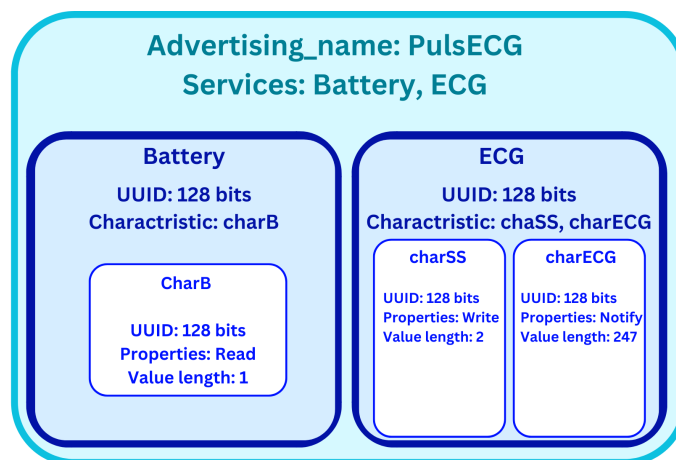 Advertising_name: PulsECG
Services: Battery, ECG
Battery
UUID: 128 bits
Charactristic: charB
CharB
UUID: 128 bits
Properties: Read
Value length: 1
ECG
UUID: 128 bits
Charactristic: chaSS, charECG
charSS
UUID: 128 bits
Properties: Write
Value length: 2
charECG
UUID: 128 bits
Properties: Notify
Value length: 247